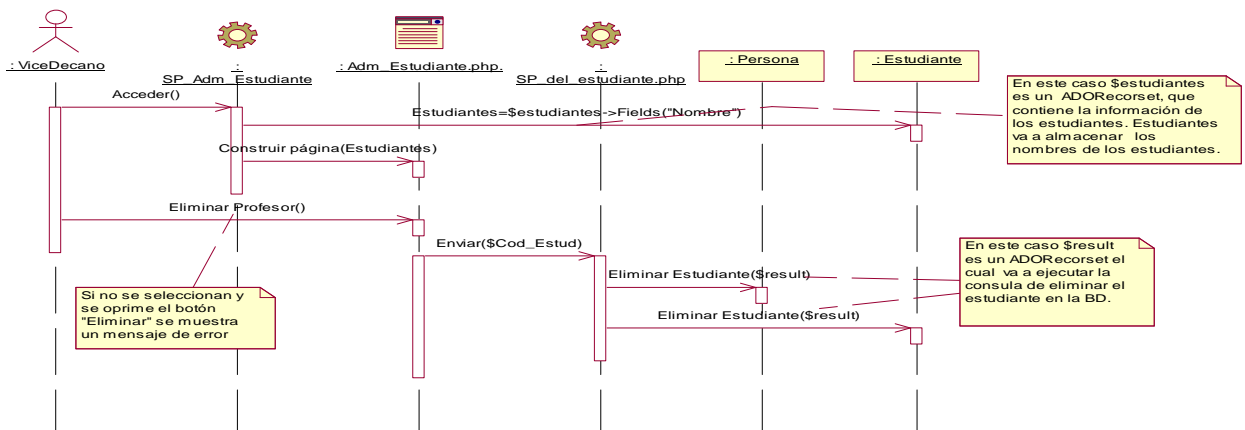 : ViceDecano
:
SP_Adm_Estudiante
: Adm_Estudiante.php.
:
SP_del_estudiante.php
: Persona
: Estudiante
Acceder()
Estudiantes=$estudiantes->Fields("Nombre")
En este caso $estudiantes
es un ADORecorset, que
contiene la información de
los estudiantes. Estudiantes
va a almacenar los
nombres de los estudiantes.
Construir página(Estudiantes)
Eliminar Profesor()
Enviar($Cod_Estud)
En este caso $result
es un ADORecorset el
cual va a ejecutar la
consula de eliminar el
estudiante en la BD.
Eliminar Estudiante($result)
Si no se seleccionan y
se oprime el botón
"Eliminar" se muestra
un mensaje de error
Eliminar Estudiante($result)